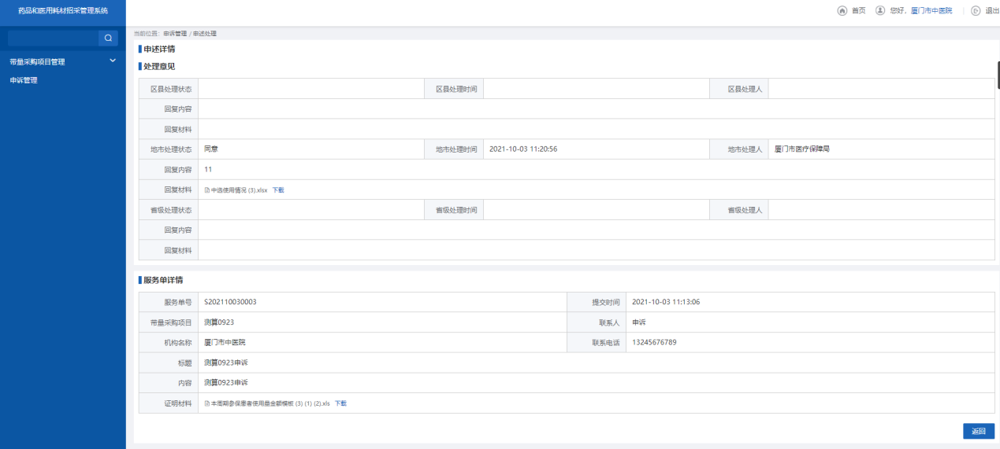 药品和医用耗材招采管理系统
首页 您好, 厦门市中医院 退出
带量采购项目管理
申诉管理
当前位置: 申诉管理 / 申述处理
申述详情
处理意见
区县处理状态 区县处理时间 区县处理人
回复内容
回复材料
地市处理状态 同意 地市处理时间 2021-10-03 11:20:56 地市处理人 厦门市医疗保障局
回复内容 11
回复材料 中选使用情况 (3).xlsx 下载
省级处理状态 省级处理时间 省级处理人
回复内容
回复材料
服务单详情
服务单号 S202110030003 提交时间 2021-10-03 11:13:06
带量采购项目 测算0923 联系人 申诉
机构名称 厦门市中医院 联系电话 13245676789
标题 测算0923申诉
内容 测算0923申诉
证明材料 本周期参保患者使用量金额模板 (3) (1) (2).xls 下载
返回